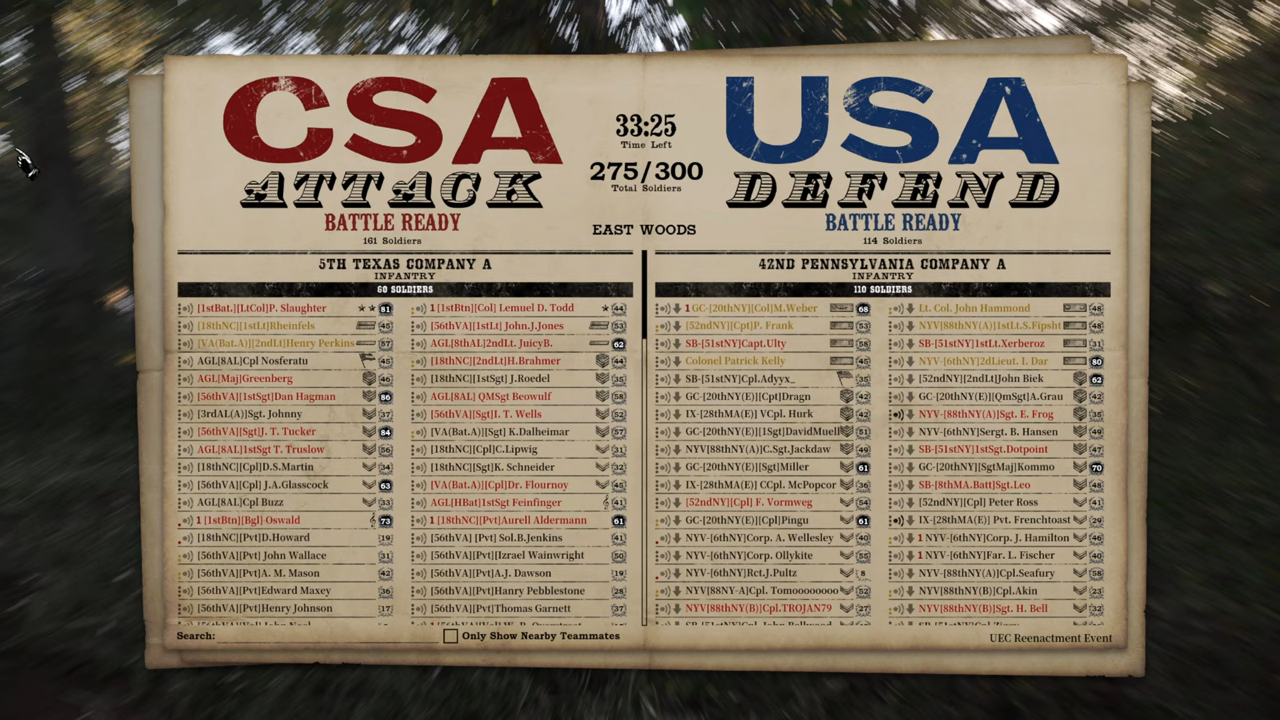 CSA
ATTACK
BATTLE READY
161 Soldiers
33:25
Time Left
275/300
Total Soldiers
EAST WOODS
USA
DEFEND
BATTLE READY
114 Soldiers
5TH TEXAS COMPANY A
INFANTRY
60 SOLDIERS
[1stBat.][LtCol]P. Slaughter 81
1 [1stBtn][Col] Lemuel D. Todd 44
[18thNC][1stLt]Rheinfels 45
[56thVA][1stLt] John.J.Jones 53
[VA(Bat.A)][2ndLt]Henry Perkins 57
AGL[8thAL]2ndLt. JuicyB. 62
AGL[8AL]Cpl Nosferatu 45
[18thNC][2ndLt]H.Brahmer 44
AGL[Maj]Greenberg 46
[18thNC][1stSgt] J.Roedel 35
[56thVA][1stSgt]Dan Hagman 86
AGL[8AL] QMSgt Beowulf 58
[3rdAL(A)]Sgt. Johnny 37
[56thVA][Sgt]I. T. Wells 52
[56thVA][Sgt]J. T. Tucker 84
[VA(Bat.A)][Sgt] K.Dalheimar 57
AGL[8AL]1stSgt T. Truslow 56
[18thNC][Cpl]C.Lipwig 31
[18thNC][Cpl]D.S.Martin 34
[18thNC][Sgt]K. Schneider 32
[56thVA][Cpl] J.A.Glasscock 63
[VA(Bat.A)][Cpl]Dr. Flournoy 45
AGL[8AL]Cpl Buzz 33
AGL[HBat]1stSgt Feinfinger 41
1 [1stBtn][Bgl] Oswald 73
1 [18thNC][Pvt]Aurell Aldermann 61
[18thNC][Pvt]D.Howard 19
[56thVA] [Pvt] Sol.B.Jenkins 41
[56thVA][Pvt] John Wallace 31
[56thVA][Pvt]Izrael Wainwright 50
[56thVA][Pvt]A. M. Mason 42
[56thVA][Pvt]A.J. Dawson 19
[56thVA][Pvt]Edward Maxey 36
[56thVA][Pvt]Hanry Pebblestone 28
[56thVA][Pvt]Henry Johnson 17
[56thVA][Pvt]Thomas Garnett 37
42ND PENNSYLVANIA COMPANY A
INFANTRY
110 SOLDIERS
1 GC-[20thNY][Col]M.Weber 68
Lt. Col. John Hammond 48
[52ndNY][Cpt]P. Frank 53
NYV[88thNY(A)]1stLt.S.Fipsht 48
SB-[51stNY]Capt.Ulty 58
SB-[51stNY]1stLt.Xerberoz 31
Colonel Patrick Kelly 45
NYV-[6thNY]2dLieut. I. Dar 80
SB-[51stNY]Cpl.Adyyx_ 35
[52ndNY][2ndLt]John Biek 62
GC-[20thNY(E)][Cpt]Dragn 42
GC-[20thNY(E)][QmSgt]A.Grau 42
IX-[28thMA(E)] VCpl. Hurk 42
NYV-[88thNY(A)]Sgt. E. Frog 35
GC-[20thNY(E)][1Sgt]DavidMuell 51
NYV-[6thNY]Sergt. B. Hansen 49
NYV[88thNY(A)]C.Sgt.Jackdaw 49
SB-[51stNY]1stSgt.Dotpoint 47
GC-[20thNY(E)][Sgt]Miller 61
GC-[20thNY][SgtMaj]Kommo 70
IX-[28thMA(E)] CCpl. McPopcor 36
SB-[8thMA.Batt]Sgt.Leo 48
[52ndNY][Cpl] F. Vormweg 54
[52ndNY][Cpl] Peter Ross 41
GC-[20thNY(E)][Cpl]Pingu 61
IX-[28thMA(E)] Pvt. Frenchtoast 29
NYV-[6thNY]Corp. A. Wellesley 40
1 NYV-[6thNY]Corp. J. Hamilton 46
NYV-[6thNY]Corp. Ollykite 55
1 NYV-[6thNY]Far. L. Fischer 40
NYV-[6thNY]Rct.J.Pultz 8
NYV-[88thNY(A)]Cpl.Seafury 58
NYV[88NY-A]Cpl. Tomoooooooo 52
NYV[88thNY(B)]Cpl.Akin 23
NYV[88thNY(B)]Cpl.TROJAN79 27
NYV[88thNY(B)]Sgt. H. Bell 32
Search:
Only Show Nearby Teammates
UEC Reenactment Event